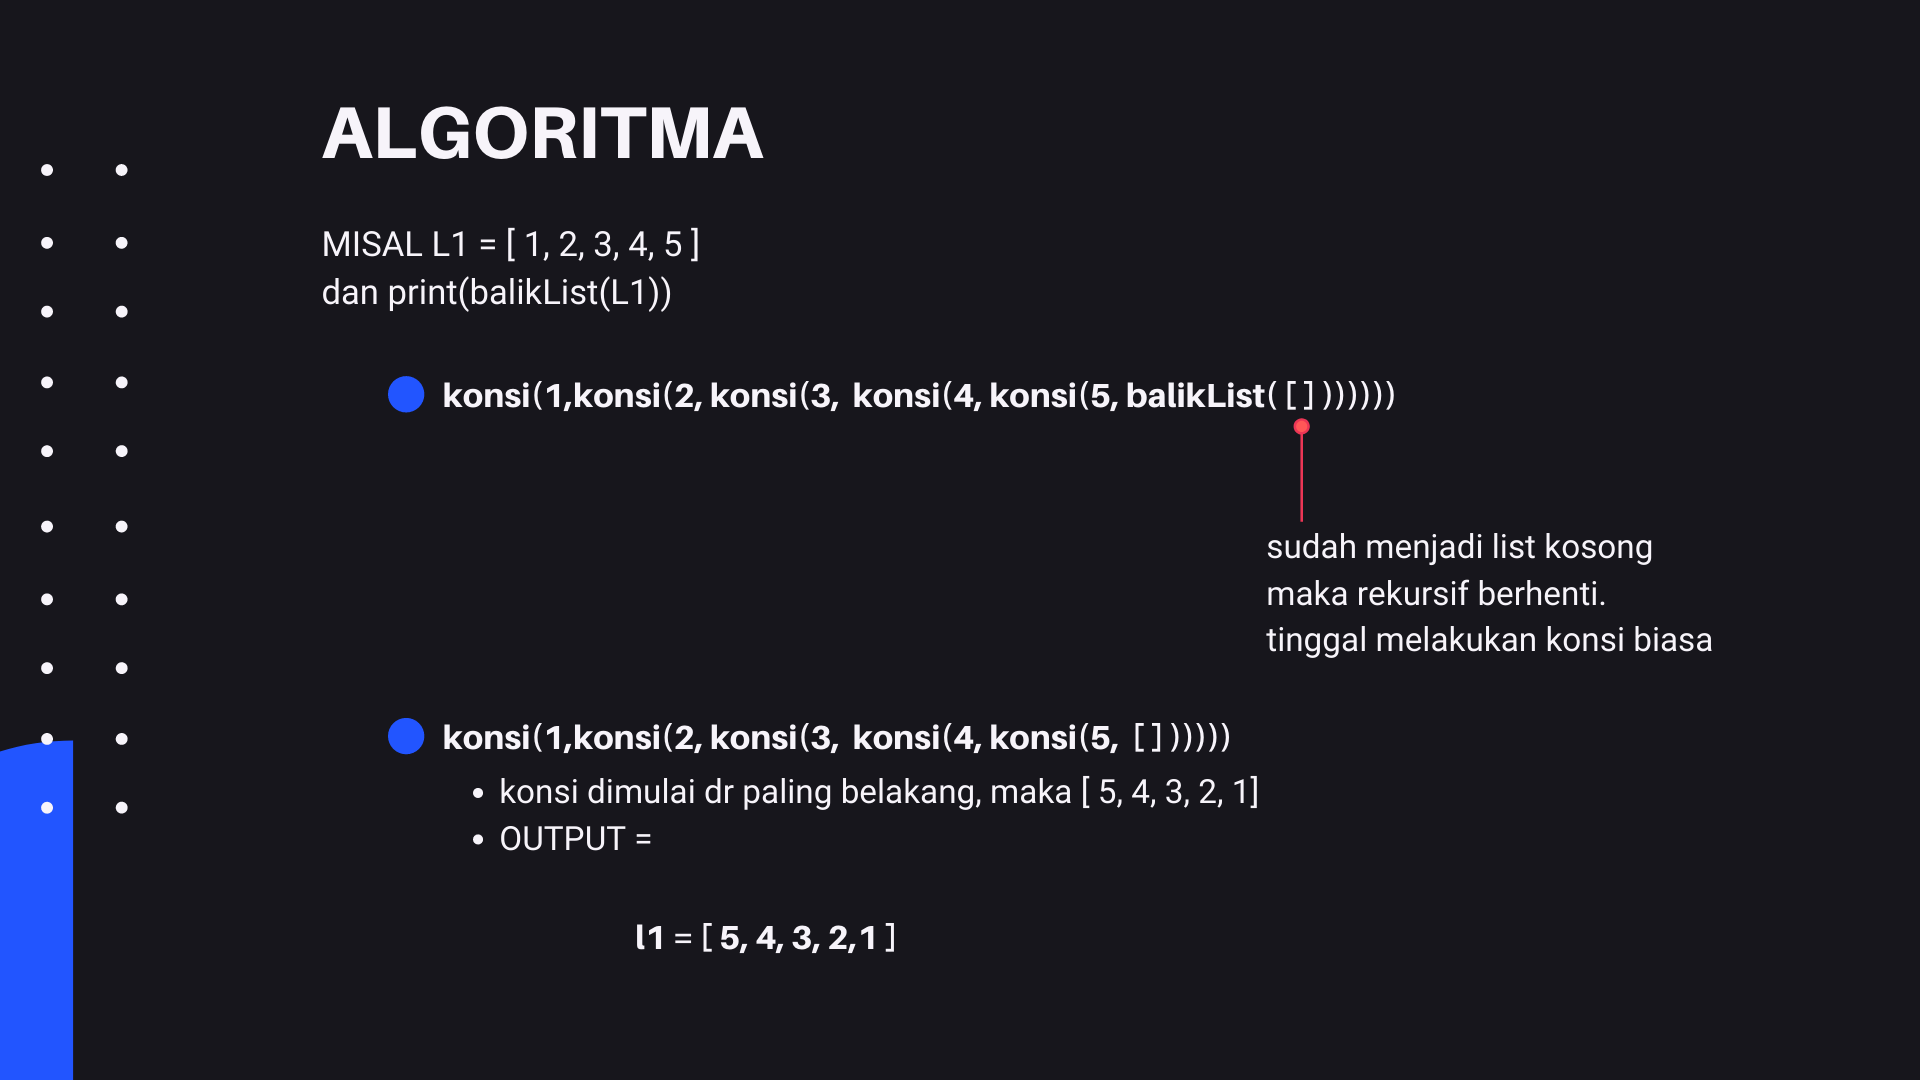 ALGORITMA
MISAL L1 = [ 1, 2, 3, 4, 5 ]
dan print(balikList(L1))
konsi(1,konsi(2, konsi(3, konsi(4, konsi(5, balikList([]))))))
sudah menjadi list kosong
maka rekursif berhenti.
tinggal melakukan konsi biasa
konsi(1,konsi(2, konsi(3, konsi(4, konsi(5, [])))))
• konsi dimulai dr paling belakang, maka [ 5, 4, 3, 2, 1]
• OUTPUT =
l1 = [ 5, 4, 3, 2,1 ]